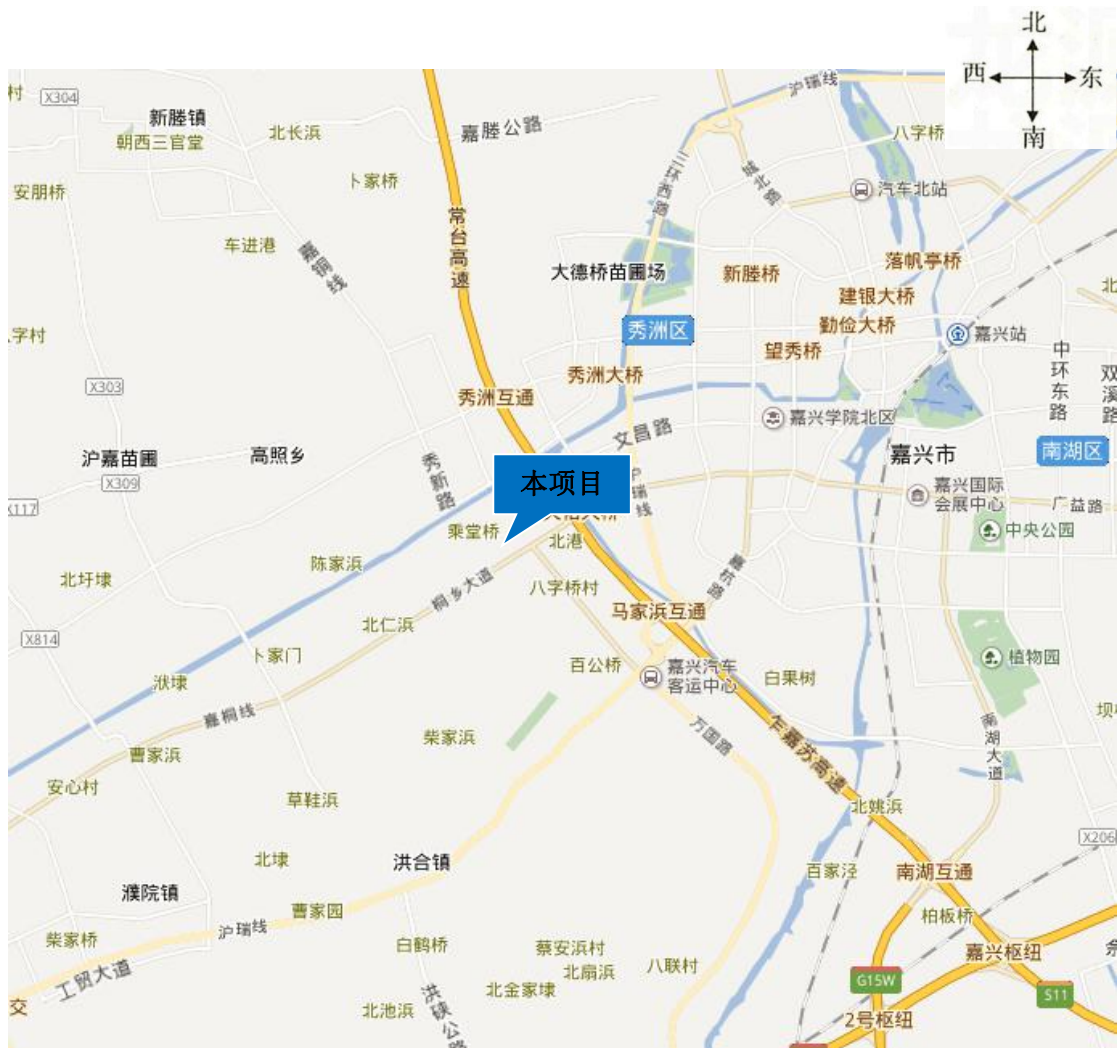 北
西
东
南
沪瑞线
村
X304
新塍镇
北长浜
嘉塍公路
八字桥
朝西三官堂
三环西路
城北路
安朋桥
卜家桥
汽车北站
常台高速
车进港
嘉铜线
大德桥苗圃场
新塍桥
落帆亭桥
建银大桥
秀洲区
勤俭大桥
嘉兴站
字村
望秀桥
中环东路
双溪路
X303
秀洲大桥
秀洲互通
嘉兴学院北区
文昌路
沪嘉苗圃
高照乡
嘉兴市
南湖区
X309
秀新路
本项目
沪瑞线
嘉兴国际
会展中心
广益路
X117
乘堂桥
北港
中央公园
陈家浜
北圩埭
桐乡大道
八字桥村
嘉杭路
马家浜互通
北仁浜
X814
卜家门
百公桥
嘉兴汽车
客运中心
白果树
植物园
洑埭
嘉桐线
万国路
南湖大道
曹家浜
柴家浜
乍嘉苏高速
安心村
草鞋浜
北姚浜
X206
北埭
洪合镇
百家泾
南湖互通
濮院镇
曹家园
柏板桥
沪瑞线
柴家桥
白鹤桥
蔡安浜村
嘉兴枢纽
工贸大道
北扇浜
八联村
G15W
北金家埭
S11
交
北池浜
洪硖公路
2号枢纽